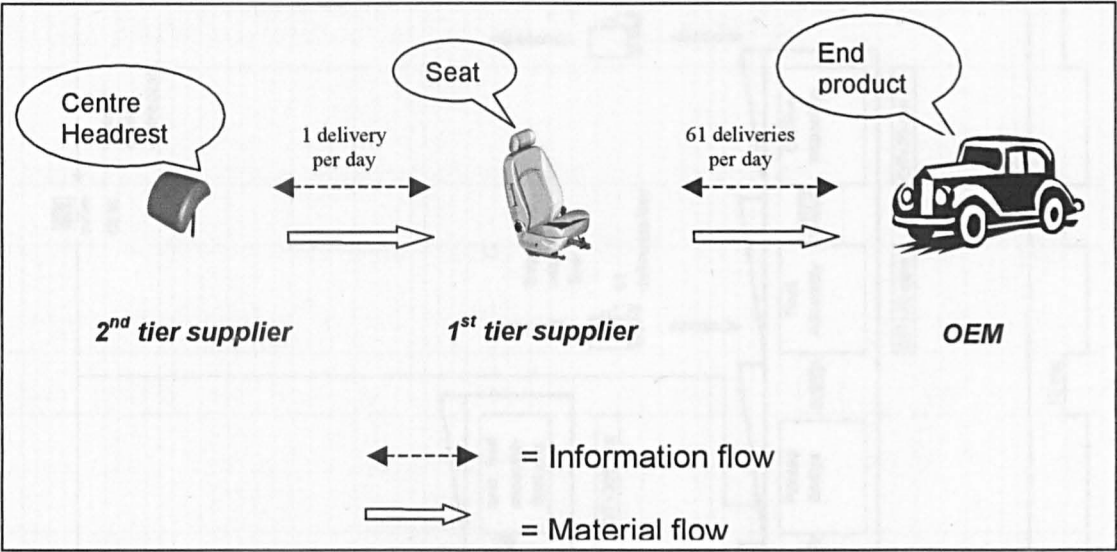 Centre
Headrest
Seat
End
product
1 delivery
per day
61 deliveries
per day
2nd tier supplier
1st tier supplier
OEM
= Information flow
= Material flow